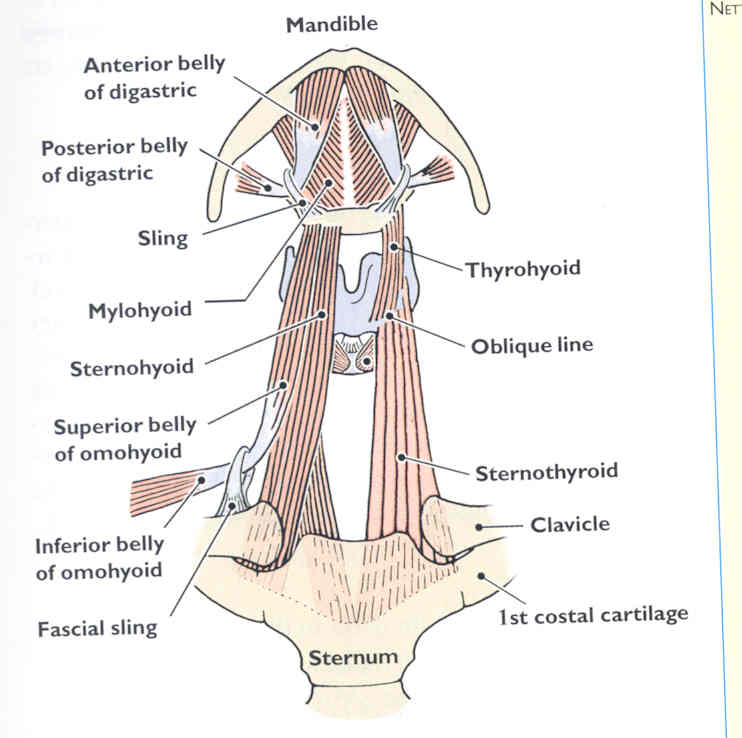 NET
Mandible
Anterior belly
of digastric
Posterior belly
of digastric
Sling
Mylohyoid
Sternohyoid
Superior belly
of omohyoid
Inferior belly
of omohyoid
Fascial sling
Thyrohyoid
Oblique line
Sternothyroid
Clavicle
1st costal cartilage
Sternum